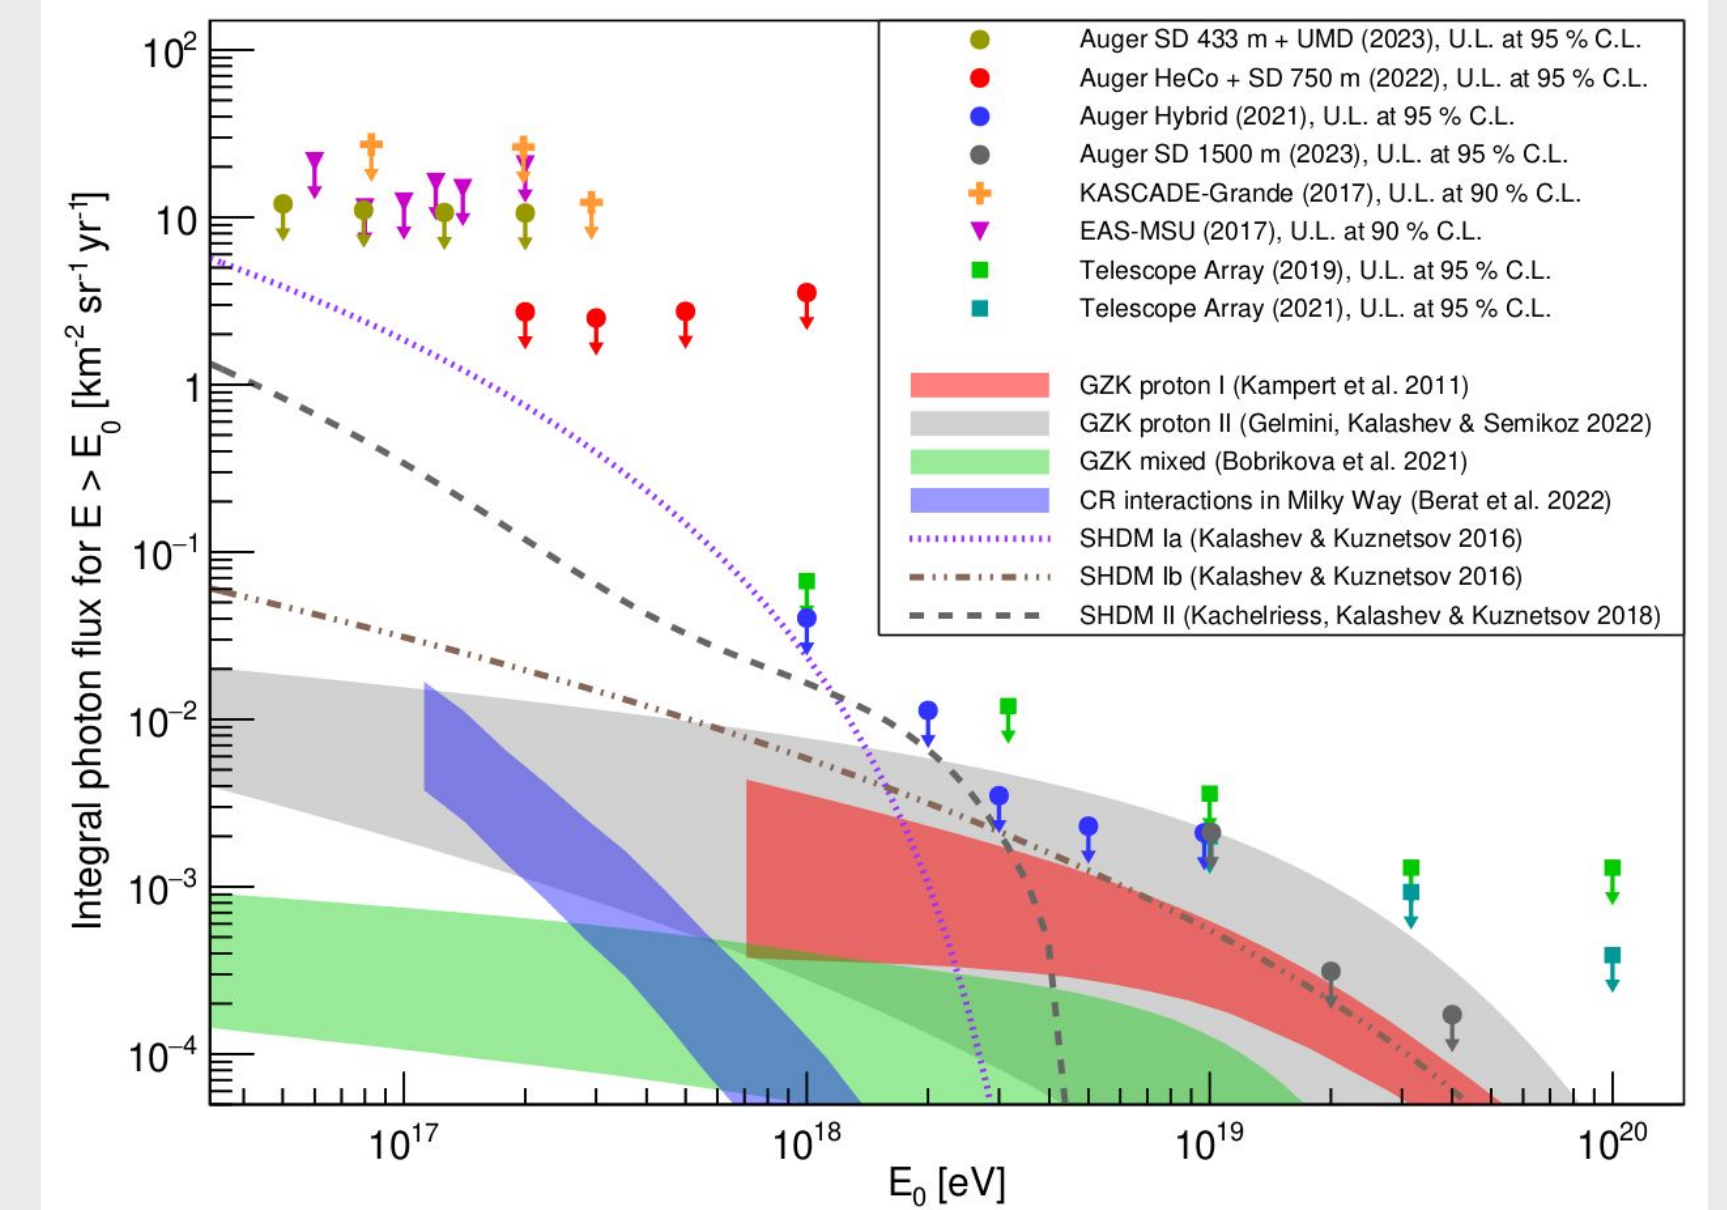 10²
10
1
10⁻¹
10⁻²
10⁻³
10⁻⁴
Integral photon flux for E > E₀ [km⁻² sr⁻¹ yr⁻¹]
Auger SD 433 m + UMD (2023), U.L. at 95 % C.L.
Auger HeCo + SD 750 m (2022), U.L. at 95 % C.L.
Auger Hybrid (2021), U.L. at 95 % C.L.
Auger SD 1500 m (2023), U.L. at 95 % C.L.
KASCADE-Grande (2017), U.L. at 90 % C.L.
EAS-MSU (2017), U.L. at 90 % C.L.
Telescope Array (2019), U.L. at 95 % C.L.
Telescope Array (2021), U.L. at 95 % C.L.
GZK proton I (Kampert et al. 2011)
GZK proton II (Gelmini, Kalashev & Semikoz 2022)
GZK mixed (Bobrikova et al. 2021)
CR interactions in Milky Way (Berat et al. 2022)
SHDM Ia (Kalashev & Kuznetsov 2016)
SHDM Ib (Kalashev & Kuznetsov 2016)
SHDM II (Kachelriess, Kalashev & Kuznetsov 2018)
10¹⁷
10¹⁸
10¹⁹
10²⁰
E₀ [eV]